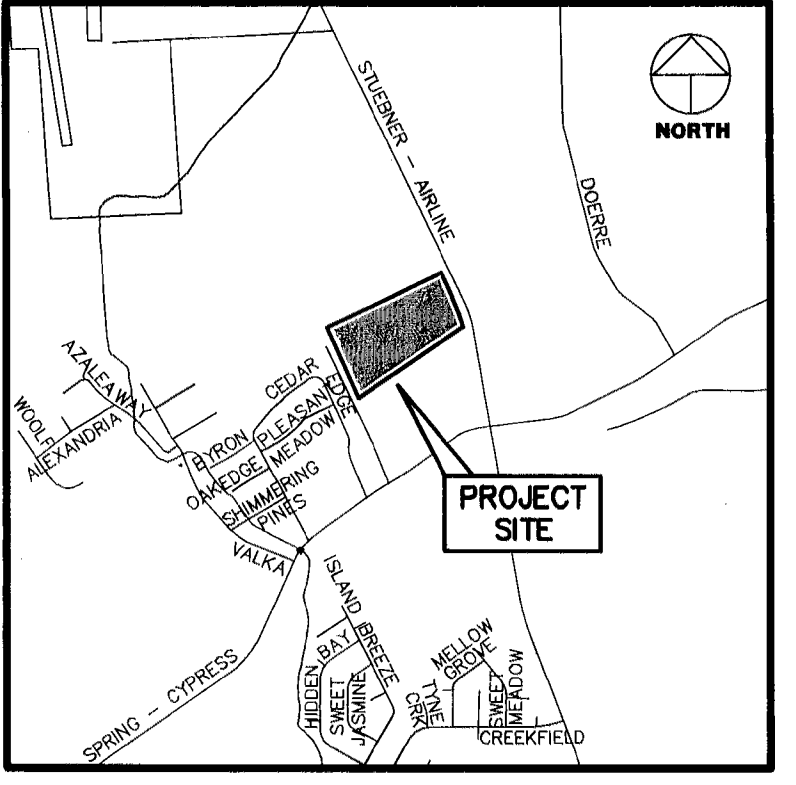 STUEBNER - AIRLINE
NORTH
DOERRE
AZALEA WAY
CEDAR
EDGE
WOOLF
ALEXANDRIA
PLEASANT
MEADOW
BYRON
OAKEDGE
SHIMMERING
PINES
PROJECT
SITE
VALKA
ISLAND
BREEZE
SPRING - CYPRESS
HIDDEN
BAY
SWEET
JASMINE
MELLOW
GROVE
TYNE
CRK
SWEET
MEADOW
CREEKFIELD